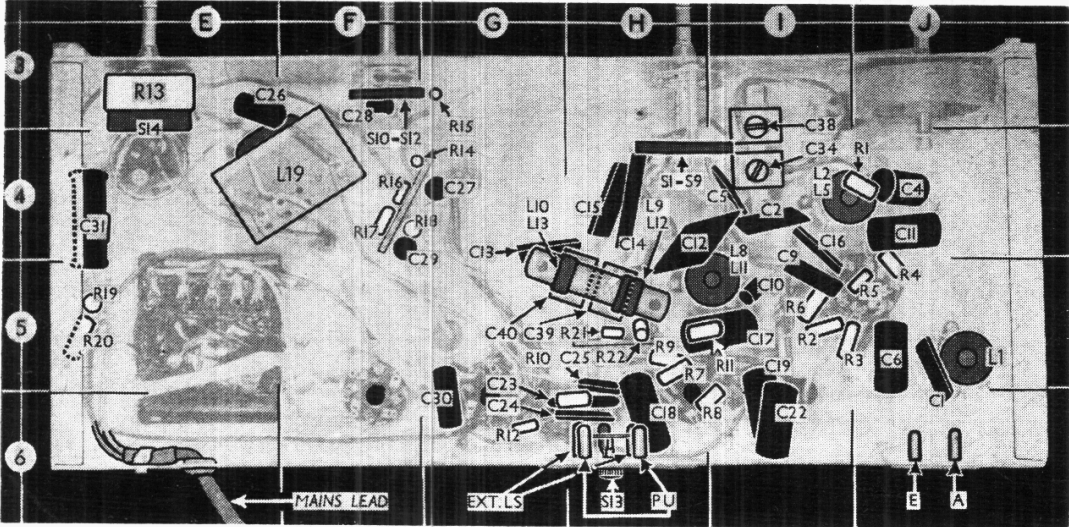 E F G H I J
3
R13
C26
C28
S10-S12
R15
C38
S14
R14
C34
R1
L19
S1-S9
L2
L5
4
R16
C27
C5
C4
C31
L10
L13
C15
L9
L12
C2
R17
R18
C14
C12
C16
C11
C13
C29
L8
L11
C9
R4
C10
R5
R19
R6
5
C40
C39
R21
C17
R2
R20
R22
R9
R11
R3
C6
L1
R10
C25
R7
C19
C23
C1
C30
C24
C18
R8
C22
R12
6
MAINS LEAD
EXT.LS
S13
PU
E
A